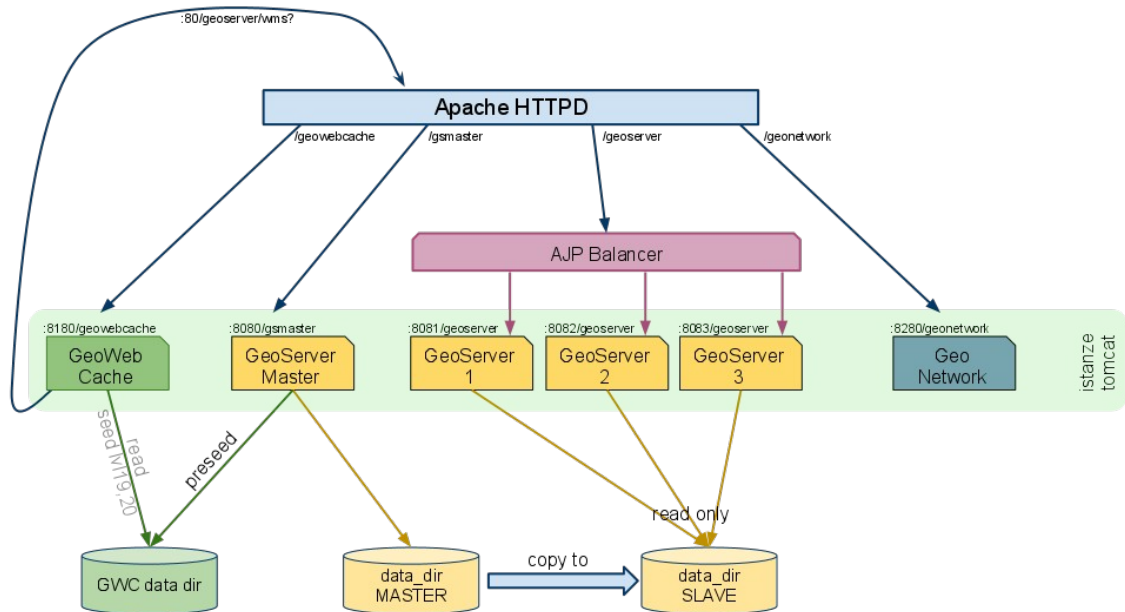 :80/geoserver/wms?
Apache HTTPD
/geowebcache
/gsmaster
/geoserver
/geonetwork
AJP Balancer
:8180/geowebcache
:8080/gsmaster
:8081/geoserver
:8082/geoserver
:8083/geoserver
:8280/geonetwork
GeoWeb
Cache
GeoServer
Master
GeoServer
1
GeoServer
2
GeoServer
3
Geo
Network
istanze
tomcat
read
seed lvl19,20
preseed
read only
GWC data dir
data_dir
MASTER
copy to
data_dir
SLAVE